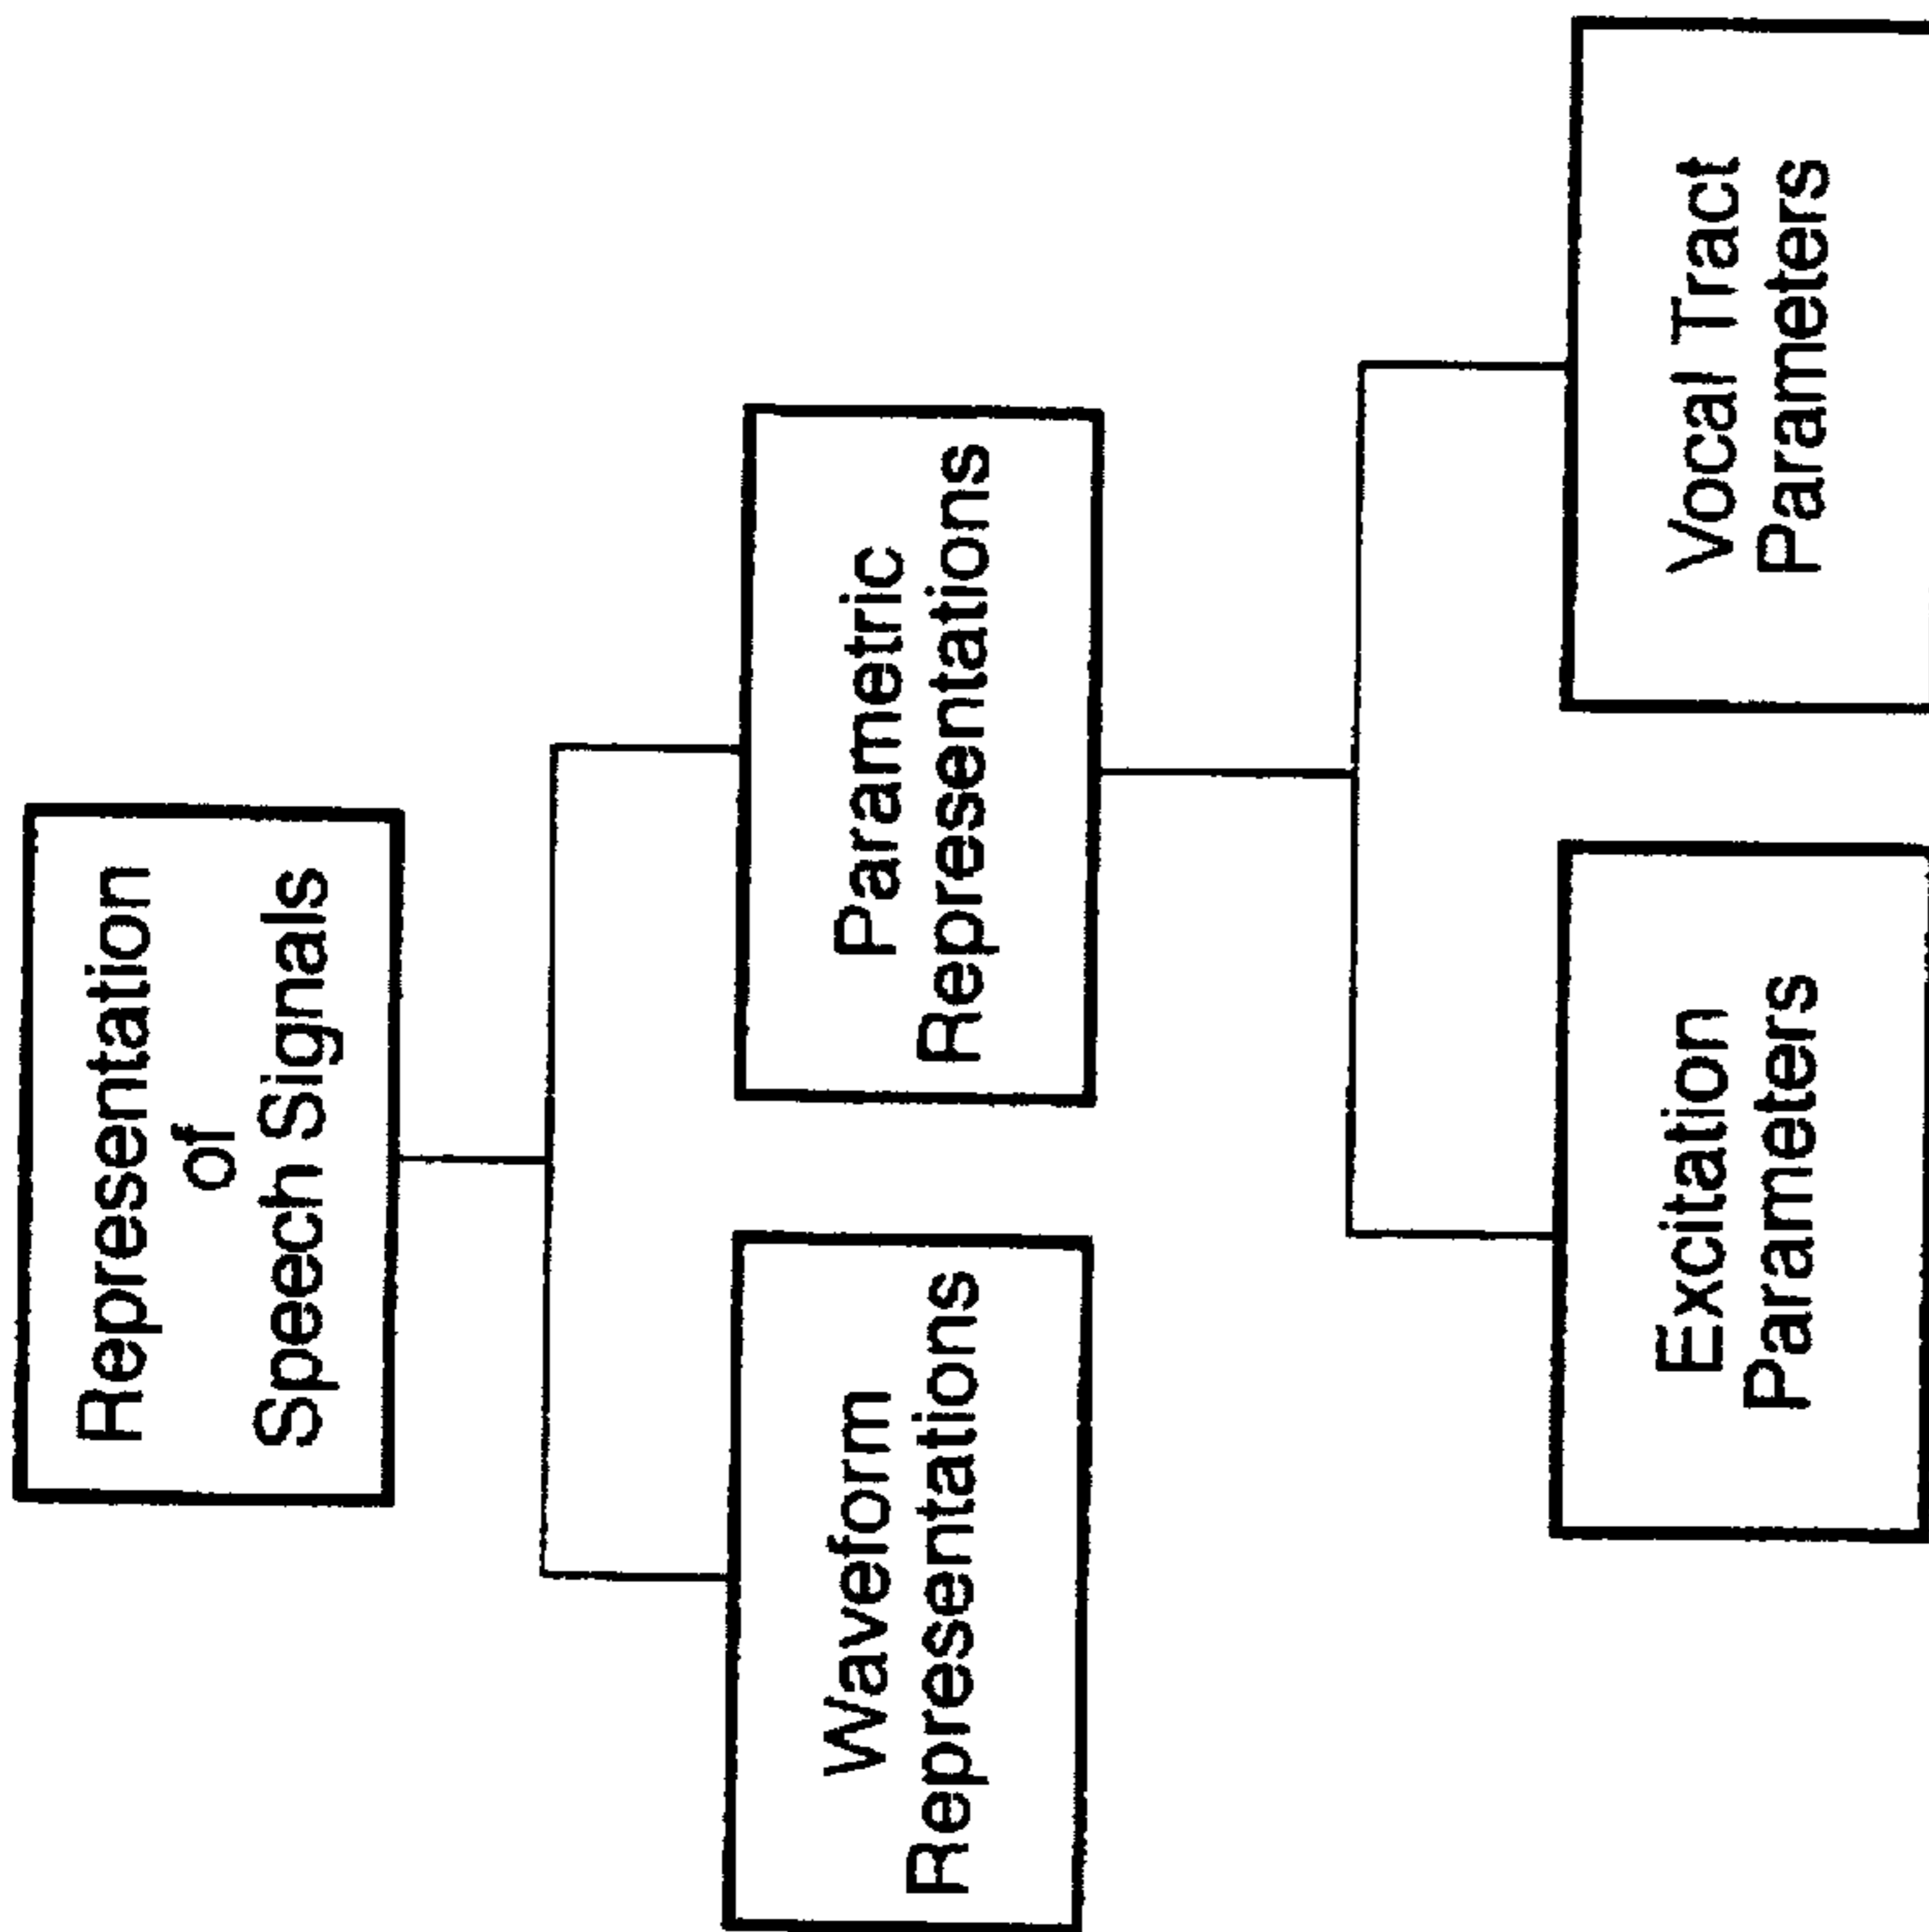 Representation
of
Speech Signals
Waveform
Representations
Parametric
Representations
Excitation
Parameters
Vocal Tract
Parameters